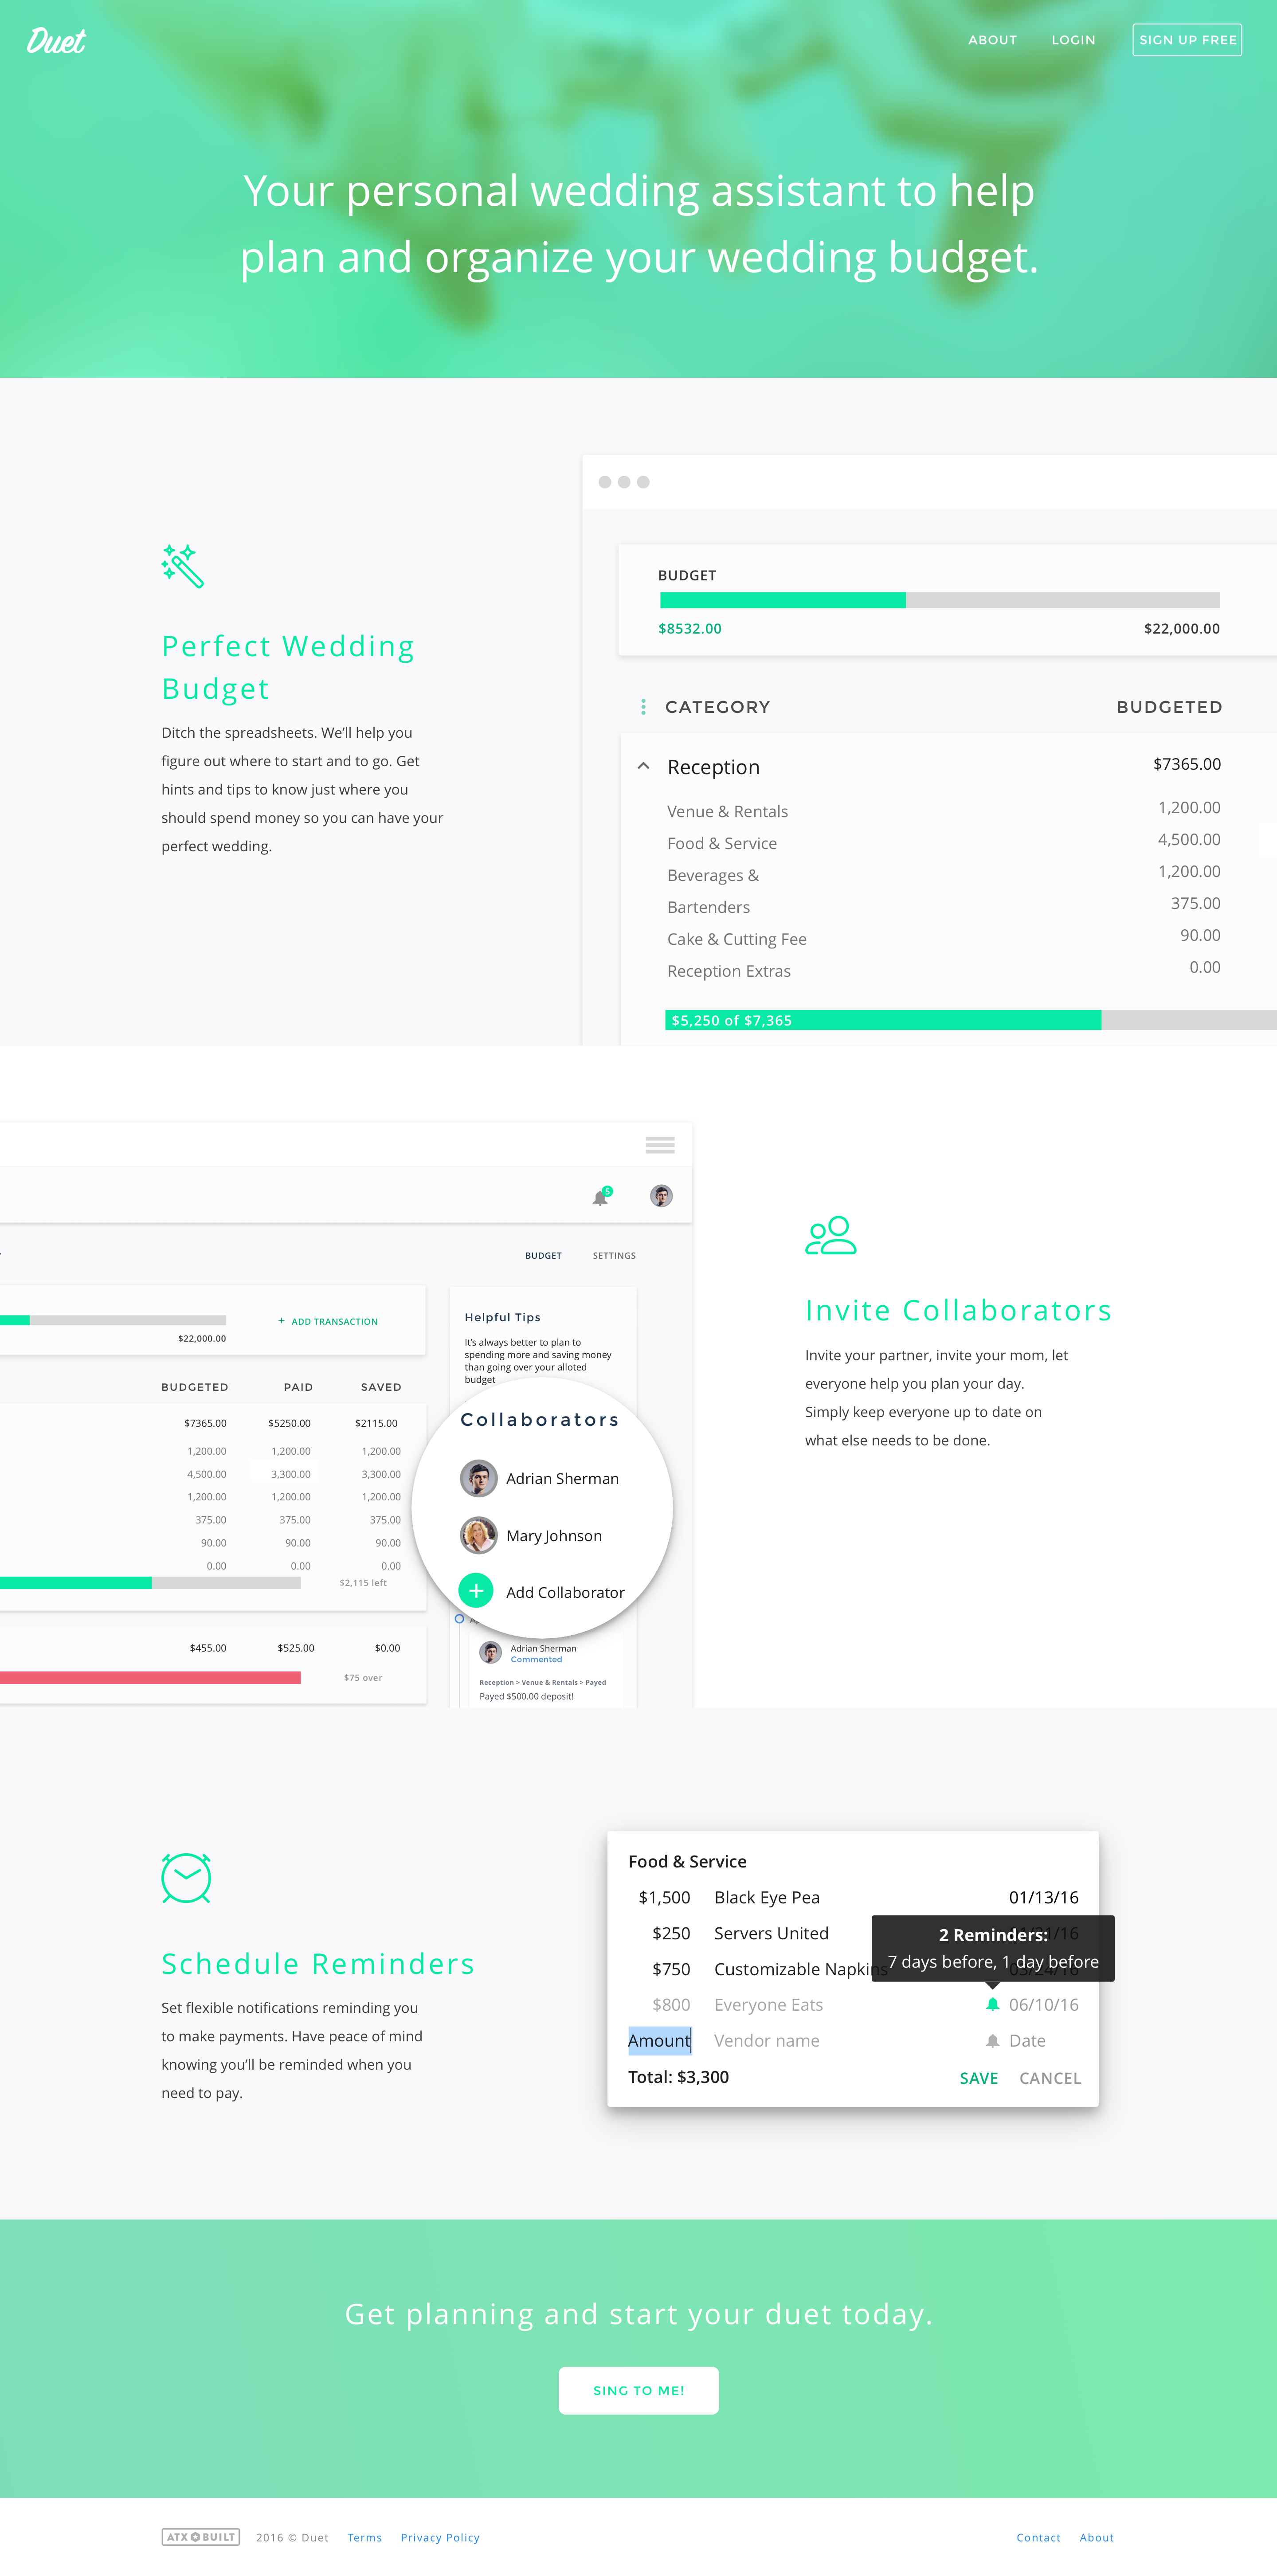 Duet
ABOUT
LOGIN
SIGN UP FREE
Your personal wedding assistant to help
plan and organize your wedding budget.
Perfect Wedding
Budget
Ditch the spreadsheets. We'll help you
figure out where to start and to go. Get
hints and tips to know just where you
should spend money so you can have your
perfect wedding.
BUDGET
$8532.00 $22,000.00
CATEGORY BUDGETED
Reception $7365.00
Venue & Rentals 1,200.00
Food & Service 4,500.00
Beverages & 1,200.00
Bartenders 375.00
Cake & Cutting Fee 90.00
Reception Extras 0.00
$5,250 of $7,365
5
BUDGET SETTINGS
$22,000.00
+ ADD TRANSACTION
BUDGETED PAID SAVED
$7365.00 $5250.00 $2115.00
1,200.00 1,200.00 1,200.00
4,500.00 3,300.00 3,300.00
1,200.00 1,200.00 1,200.00
375.00 375.00 375.00
90.00 90.00 90.00
0.00 0.00 0.00
$2,115 left
$455.00 $525.00 $0.00
$75 over
Helpful Tips
It's always better to plan to
spending more and saving money
than going over your alloted
budget
Collaborators
Adrian Sherman
Mary Johnson
+ Add Collaborator
Adrian Sherman
Commented
Reception > Venue & Rentals > Payed
Payed $500.00 deposit!
Invite Collaborators
Invite your partner, invite your mom, let
everyone help you plan your day.
Simply keep everyone up to date on
what else needs to be done.
Schedule Reminders
Set flexible notifications reminding you
to make payments. Have peace of mind
knowing you'll be reminded when you
need to pay.
Food & Service
$1,500 Black Eye Pea 01/13/16
$250 Servers United
2 Reminders:
7 days before, 1 day before
$750 Customizable Napkins
$800 Everyone Eats 06/10/16
Amount Vendor name Date
Total: $3,300 SAVE CANCEL
Get planning and start your duet today.
SING TO ME!
ATX BUILT 2016 © Duet Terms Privacy Policy Contact About